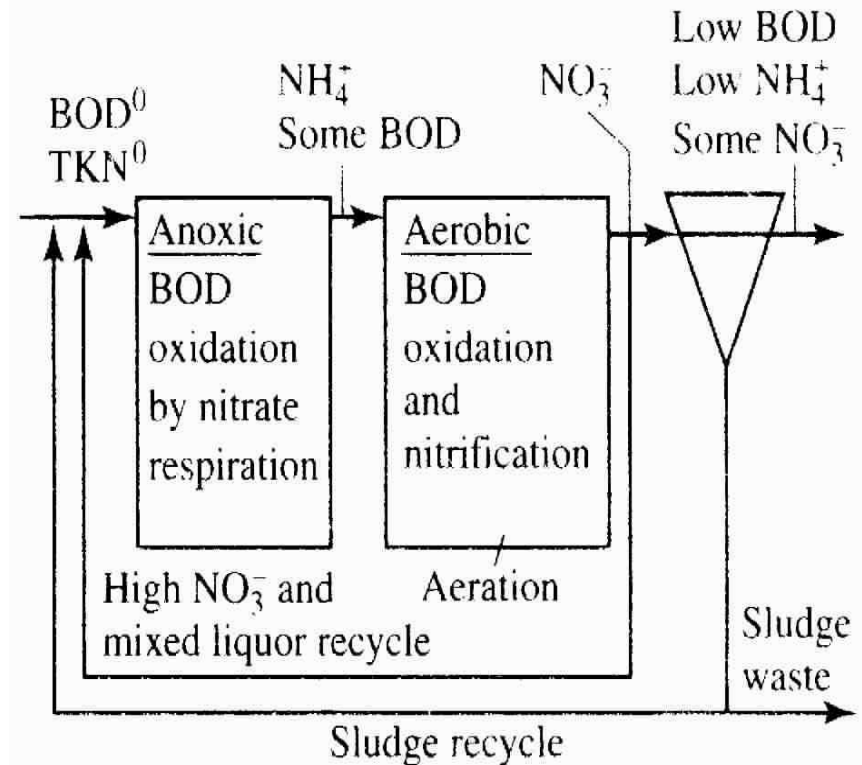 BOD⁰
TKN⁰
NH₄⁺
Some BOD
NO₃⁻
Low BOD
Low NH₄⁺
Some NO₃⁻
Anoxic
BOD
oxidation
by nitrate
respiration
Aerobic
BOD
oxidation
and
nitrification
High NO₃⁻ and
mixed liquor recycle
Aeration
Sludge
waste
Sludge recycle